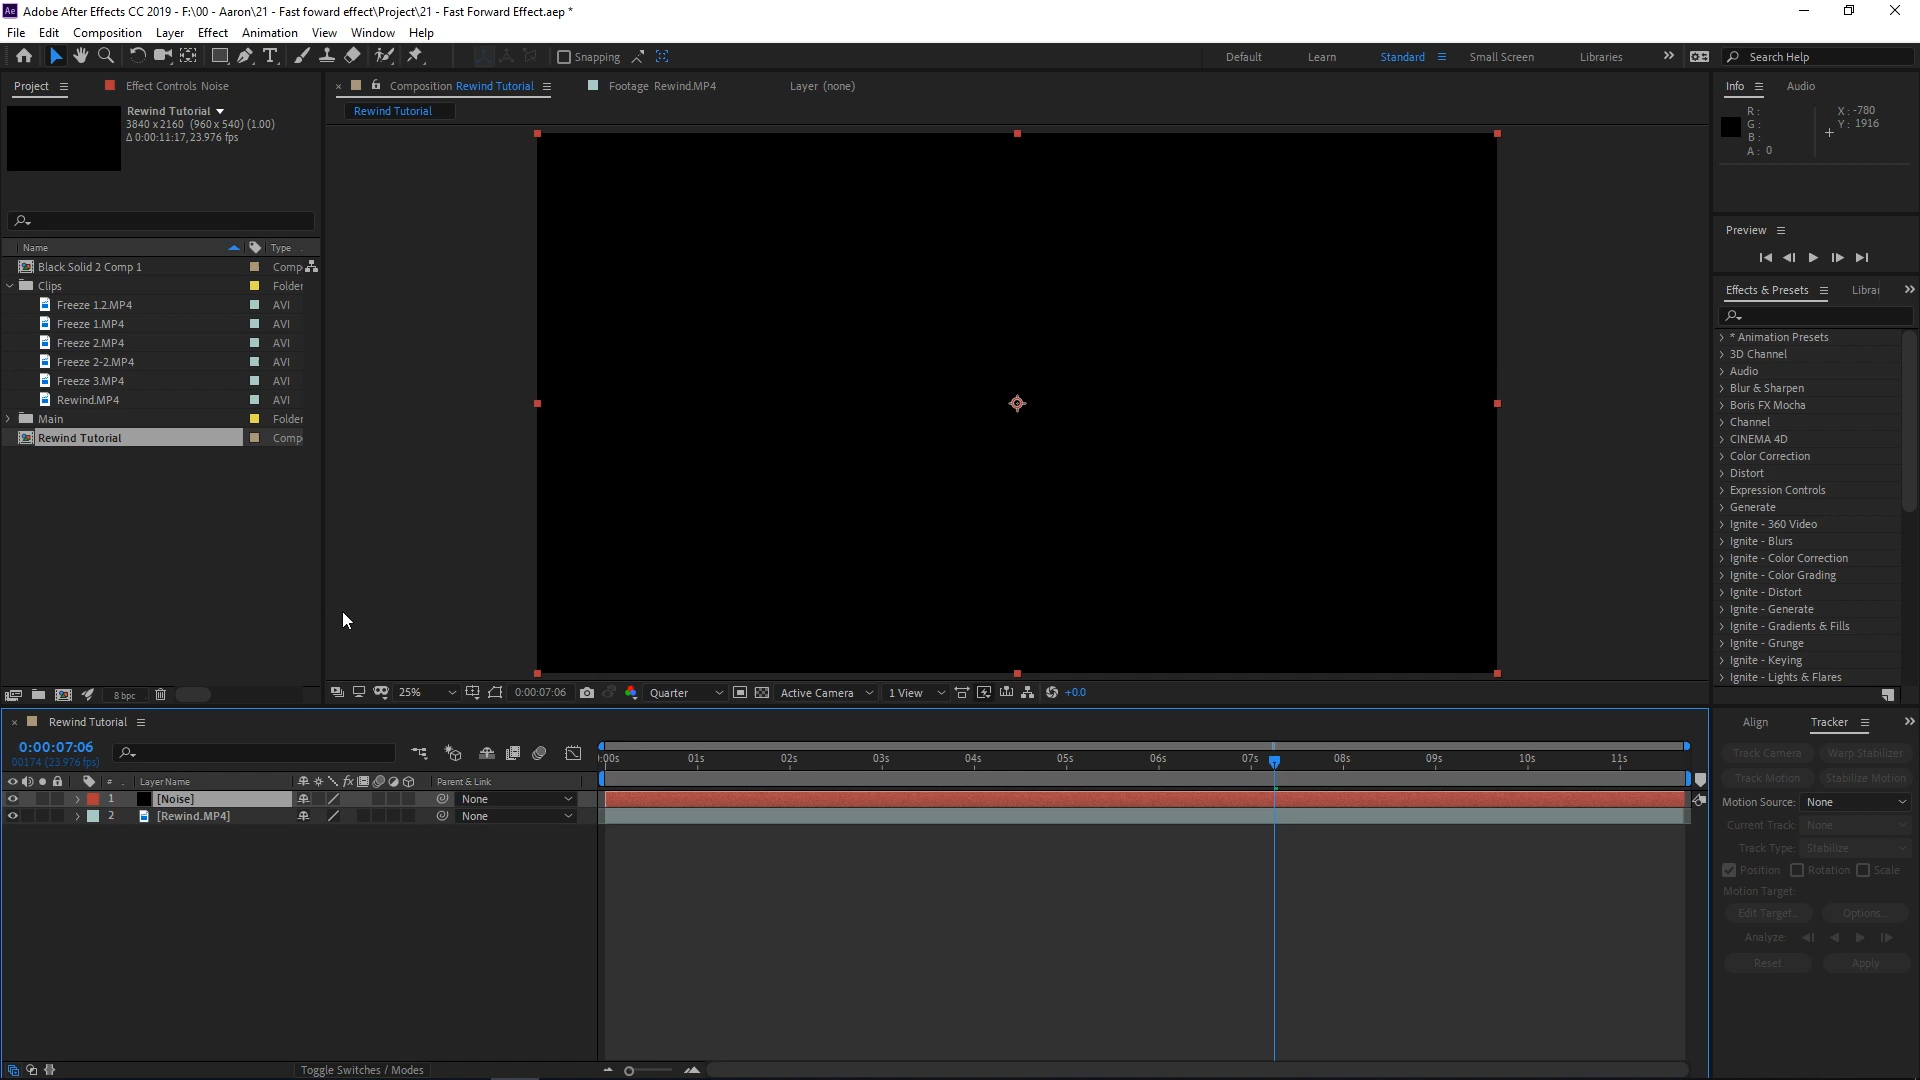 Adobe After Effects CC 2019 - F:\00 - Aaron\21 - Fast foward effect\Project\21 - Fast Forward Effect.aep *
File Edit Composition Layer Effect Animation View Window Help
Snapping
Default Learn Standard Small Screen Libraries Search Help
Project Effect Controls Noise
Rewind Tutorial
3840 x 2160 (960 x 540) (1.00)
Δ 0:00:11:17, 23.976 fps
Name Type
Black Solid 2 Comp 1 Comp
Clips Folder
Freeze 1.2.MP4 AVI
Freeze 1.MP4 AVI
Freeze 2.MP4 AVI
Freeze 2-2.MP4 AVI
Freeze 3.MP4 AVI
Rewind.MP4 AVI
Main Folder
Rewind Tutorial Comp
8 bpc
Composition Rewind Tutorial Footage Rewind.MP4 Layer (none)
Rewind Tutorial
25% 0:00:07:06 Quarter Active Camera 1 View +0.0
Info Audio
R: X: -780
G: Y: 1916
B:
A: 0
Preview
Effects & Presets Librar
* Animation Presets
3D Channel
Audio
Blur & Sharpen
Boris FX Mocha
Channel
CINEMA 4D
Color Correction
Distort
Expression Controls
Generate
Ignite - 360 Video
Ignite - Blurs
Ignite - Color Correction
Ignite - Color Grading
Ignite - Distort
Ignite - Generate
Ignite - Gradients & Fills
Ignite - Grunge
Ignite - Keying
Ignite - Lights & Flares
Rewind Tutorial
0:00:07:06
00174 (23.976 fps)
:00s 01s 02s 03s 04s 05s 06s 07s 08s 09s 10s 11s
# Layer Name fx Parent & Link
1 [Noise] None
2 [Rewind.MP4] None
Toggle Switches / Modes
Align Tracker
Track Camera Warp Stabilizer
Track Motion Stabilize Motion
Motion Source: None
Current Track: None
Track Type: Stabilize
Position Rotation Scale
Motion Target:
Edit Target... Options...
Analyze:
Reset Apply